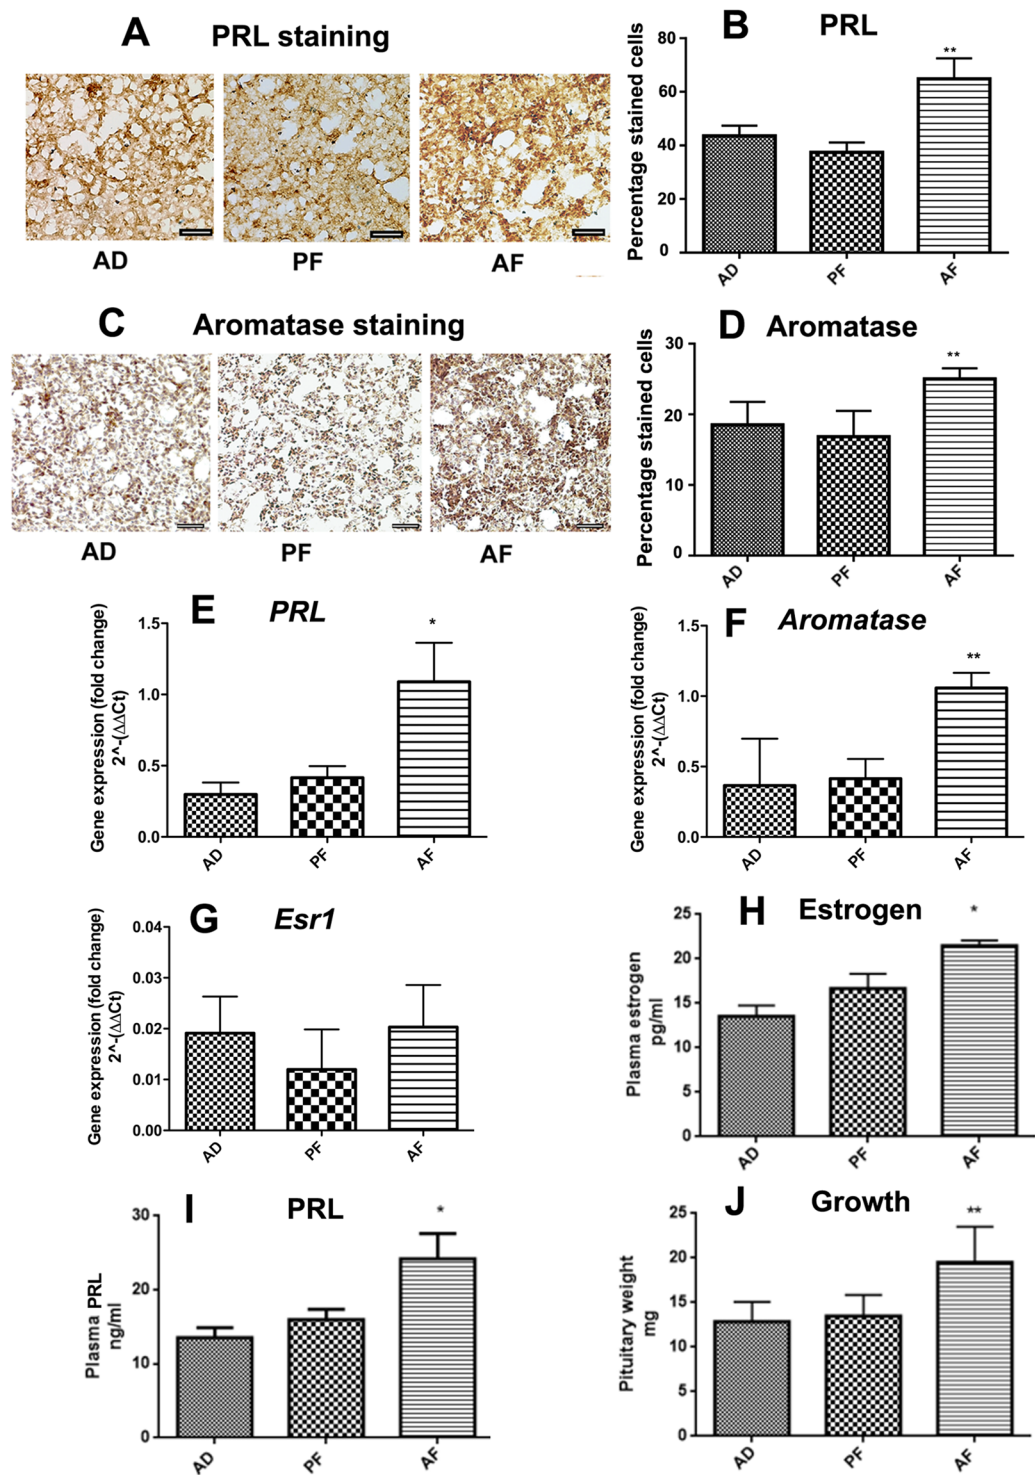 A PRL staining
AD PF AF
B PRL
Percentage stained cells
80
60
40
20
0
AD PF AF
**
C Aromatase staining
AD PF AF
D Aromatase
Percentage stained cells
30
20
10
0
AD PF AF
**
E PRL
Gene expression (fold change)
2^-(ΔΔCt)
1.5
1.0
0.5
0.0
AD PF AF
*
F Aromatase
Gene expression (fold change)
2^-(ΔΔCt)
1.5
1.0
0.5
0.0
AD PF AF
**
G Esr1
Gene expression (fold change)
2^-(ΔΔCt)
0.04
0.03
0.02
0.01
0.00
AD PF AF
H Estrogen
Plasma estrogen
pg/ml
25
20
15
10
5
0
AD PF AF
*
I PRL
Plasma PRL
ng/ml
30
20
10
0
AD PF AF
*
J Growth
Pituitary weight
mg
25
20
15
10
5
0
AD PF AF
**